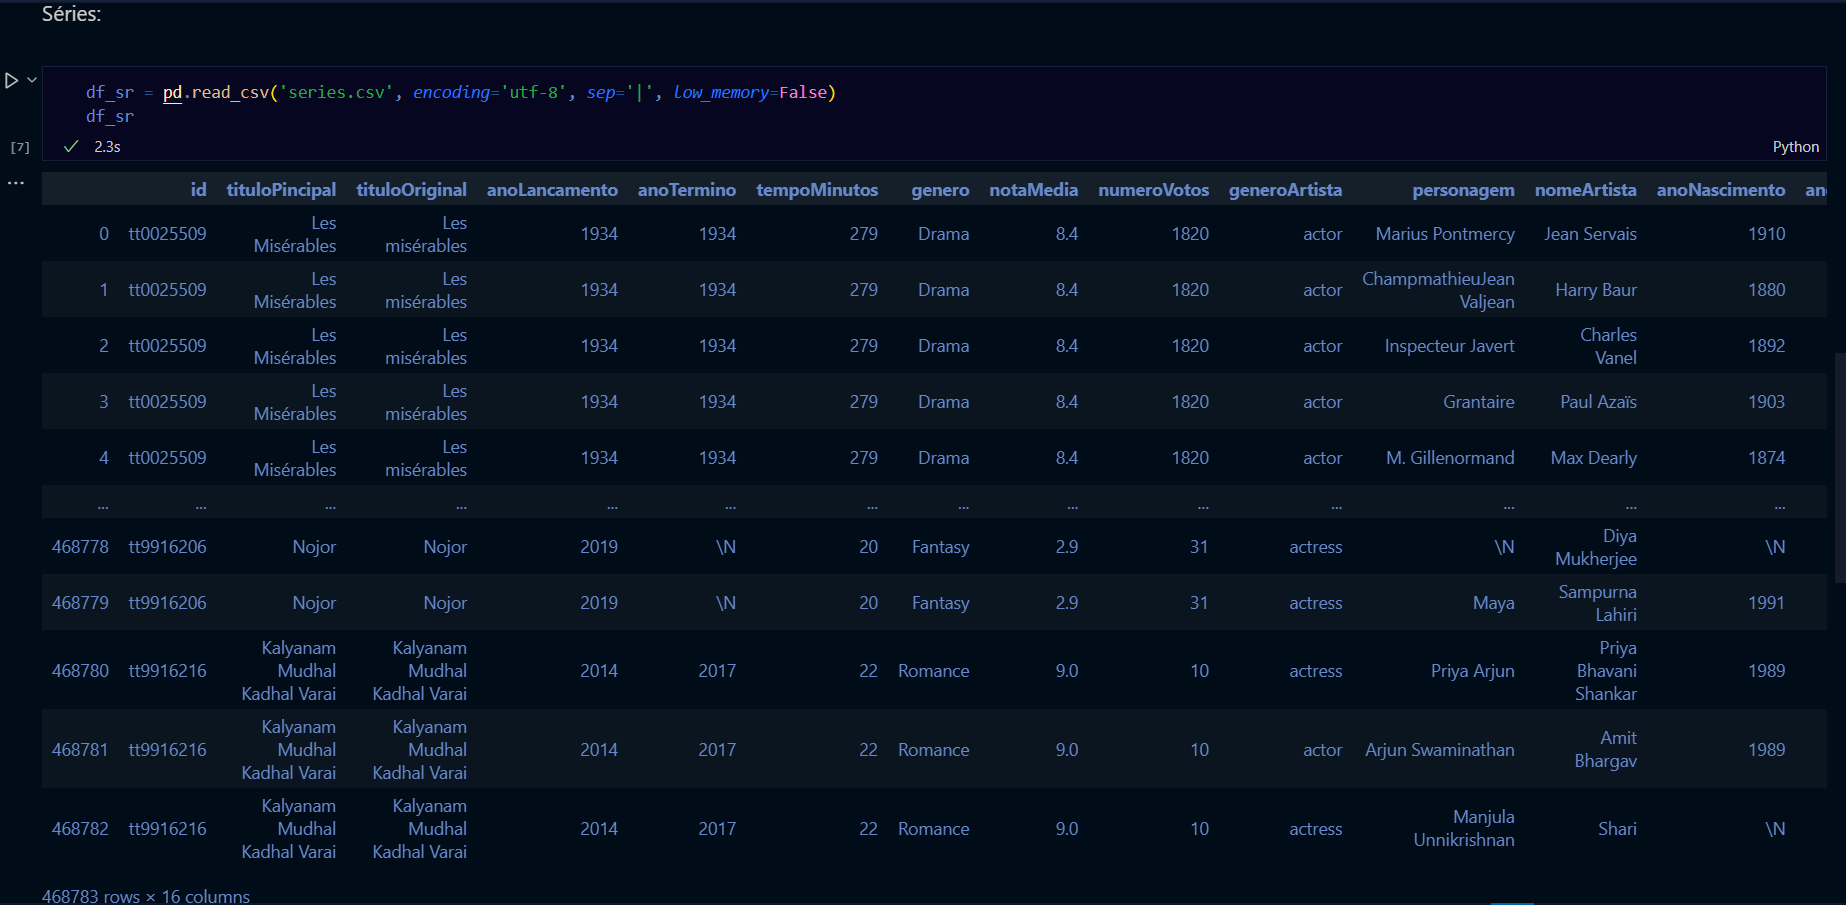 Séries:
df_sr = pd.read_csv('series.csv', encoding='utf-8', sep='|', low_memory=False)
df_sr
[7] 2.3s Python
id tituloPincipal tituloOriginal anoLancamento anoTermino tempoMinutos genero notaMedia numeroVotos generoArtista personagem nomeArtista anoNascimento
0 tt0025509 Les Misérables Les misérables 1934 1934 279 Drama 8.4 1820 actor Marius Pontmercy Jean Servais 1910
1 tt0025509 Les Misérables Les misérables 1934 1934 279 Drama 8.4 1820 actor ChampmathieuJean Valjean Harry Baur 1880
2 tt0025509 Les Misérables Les misérables 1934 1934 279 Drama 8.4 1820 actor Inspecteur Javert Charles Vanel 1892
3 tt0025509 Les Misérables Les misérables 1934 1934 279 Drama 8.4 1820 actor Grantaire Paul Azaïs 1903
4 tt0025509 Les Misérables Les misérables 1934 1934 279 Drama 8.4 1820 actor M. Gillenormand Max Dearly 1874
... ... ... ... ... ... ... ... ... ... ... ... ... ...
468778 tt9916206 Nojor Nojor 2019 \N 20 Fantasy 2.9 31 actress \N Diya Mukherjee \N
468779 tt9916206 Nojor Nojor 2019 \N 20 Fantasy 2.9 31 actress Maya Sampurna Lahiri 1991
468780 tt9916216 Kalyanam Mudhal Kadhal Varai Kalyanam Mudhal Kadhal Varai 2014 2017 22 Romance 9.0 10 actress Priya Arjun Priya Bhavani Shankar 1989
468781 tt9916216 Kalyanam Mudhal Kadhal Varai Kalyanam Mudhal Kadhal Varai 2014 2017 22 Romance 9.0 10 actor Arjun Swaminathan Amit Bhargav 1989
468782 tt9916216 Kalyanam Mudhal Kadhal Varai Kalyanam Mudhal Kadhal Varai 2014 2017 22 Romance 9.0 10 actress Manjula Unnikrishnan Shari \N
468783 rows × 16 columns